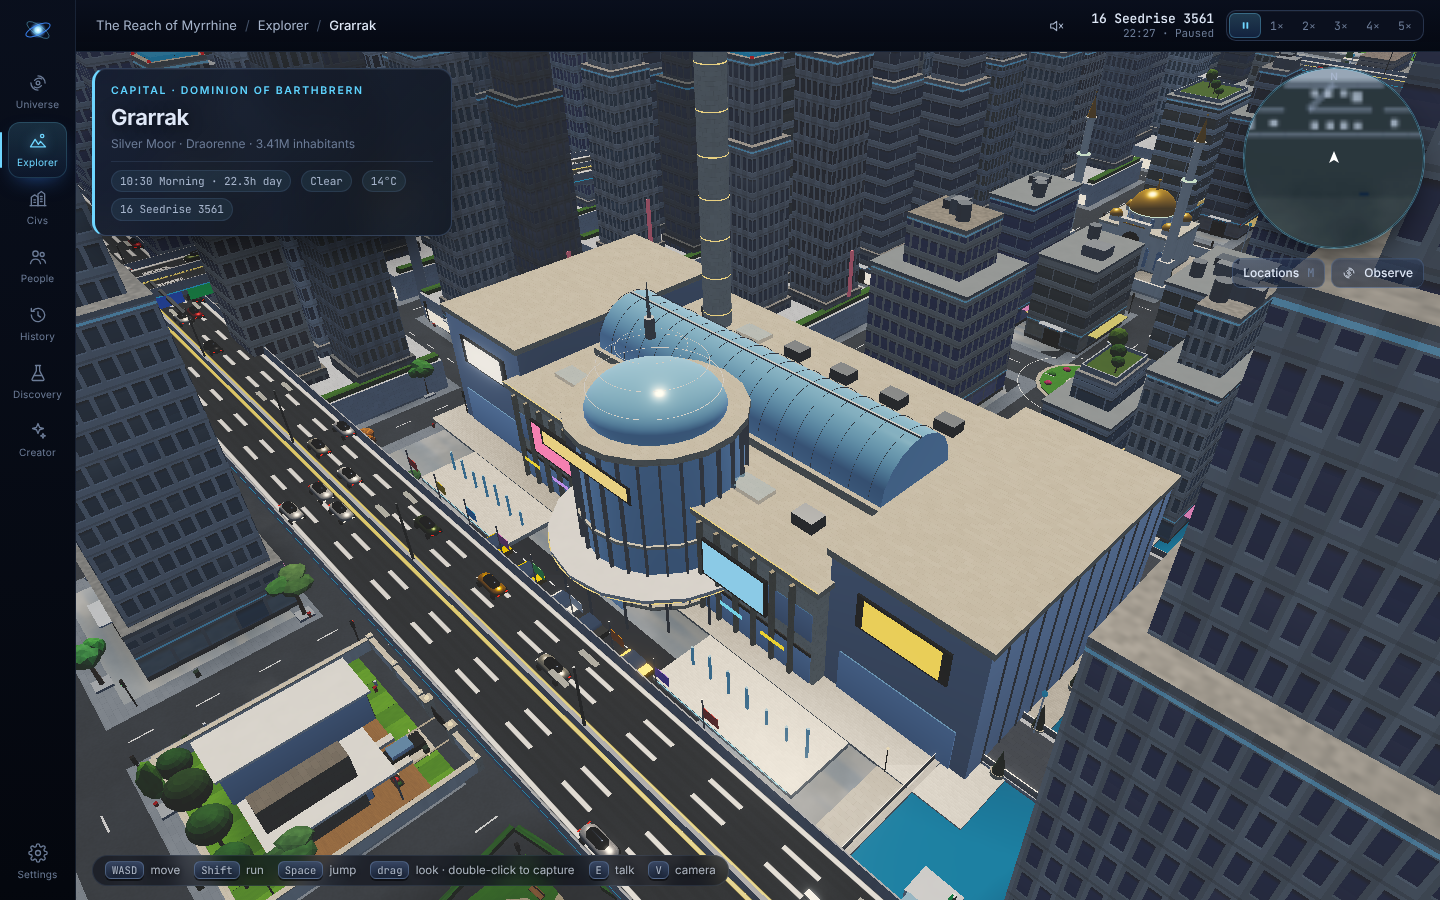 The Reach of Myrrhine / Explorer / Grarrak
16 Seedrise 3561
22:27 · Paused
1× 2× 3× 4× 5×
Universe
Explorer
Civs
People
History
Discovery
Creator
Settings
CAPITAL · DOMINION OF BARTHBRERN
Grarrak
Silver Moor · Draorenne · 3.41M inhabitants
10:30 Morning · 22.3h day
Clear
14°C
16 Seedrise 3561
N
Locations M
Observe
WASD move Shift run Space jump drag look · double-click to capture E talk V camera